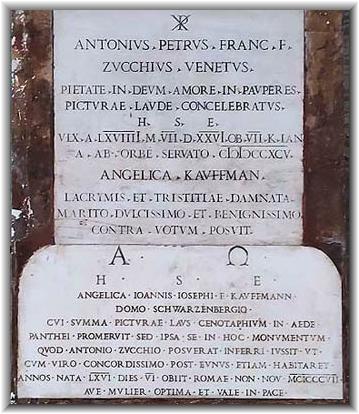 ANTONIVS · PETRVS · FRANC · F ·
ZVCCHIVS · VENETVS ·
PIETATE · IN · DEVM · AMORE · IN · PAVPERES ·
PICTVRAE · LAVDE · CONCELEBRATVS ·
H · S · E ·
VIX · A · LXVIIII · M · VII · D · XXVI · OB · VII · K · IAN
A · AB · ORBE · SERVATO · CIƆIƆCCXCV ·
ANGELICA · KAVFFMAN ·
LACRYMIS · ET · TRISTITIAE · DAMNATA ·
MARITO · DVLCISSIMO · ET · BENIGNISSIMO
CONTRA · VOTVM · POSVIT ·
Α Ω
H · S · E
ANGELICA · IOANNIS · IOSEPHI · F · KAVFFMANN ·
DOMO · SCHWARZENBERGIO ·
CVI · SVMMA · PICTVRAE · LAVS · CENOTAPHIVM · IN · AEDE ·
PANTHEI · PROMERVIT · SED · IPSA · SE · IN · HOC · MONVMENTVM
QVOD · ANTONIO · ZVCCHIO · POSVERAT · INFERRI · IVSSIT · VT ·
CVM · VIRO · CONCORDISSIMO · POST · FVNVS · ETIAM · HABITARET ·
ANNOS · NATA · LXVI · DIES · VI · OBIIT · ROMAE · NON · NOV · MCICCCVII
AVE · MVLIER · OPTIMA · ET · VALE · IN · PACE ·